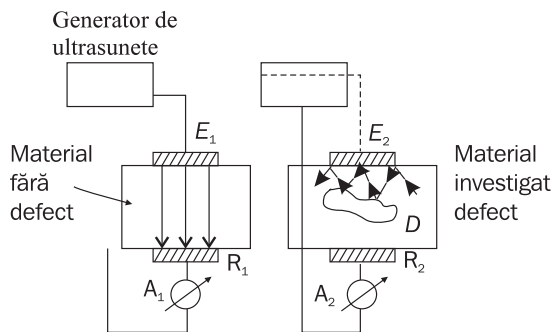 Generator de
ultrasunete
E1
E2
Material
fără
defect
Material
investigat
defect
D
R1
R2
A1
A2